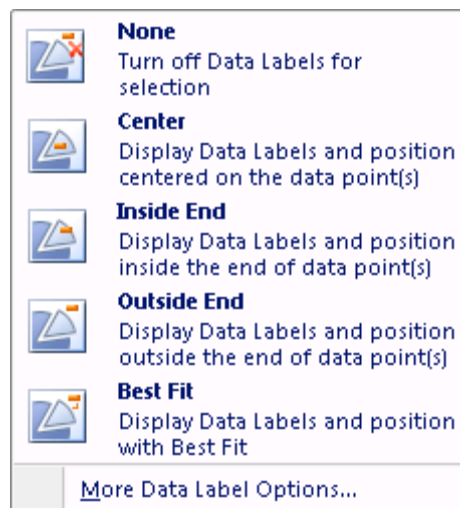 None
Turn off Data Labels for
selection
Center
Display Data Labels and position
centered on the data point(s)
Inside End
Display Data Labels and position
inside the end of data point(s)
Outside End
Display Data Labels and position
outside the end of data point(s)
Best Fit
Display Data Labels and position
with Best Fit
More Data Label Options...